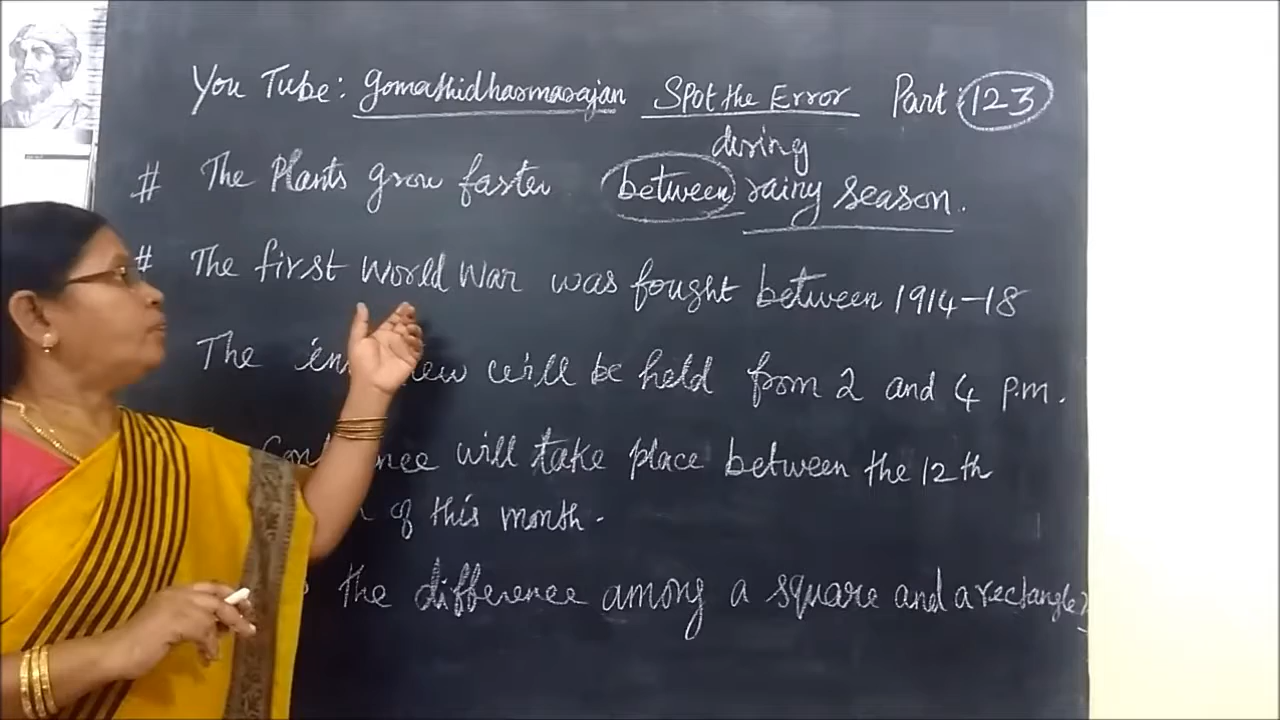 You Tube: gomathidharmarajan Spot the Error Part 123
during
# The Plants grow faster between rainy season.
# The first World War was fought between 1914-18
The will be held from 2 and 4 p.m.
will take place between the 12th
of this month.
the difference among a square and a rectangle?